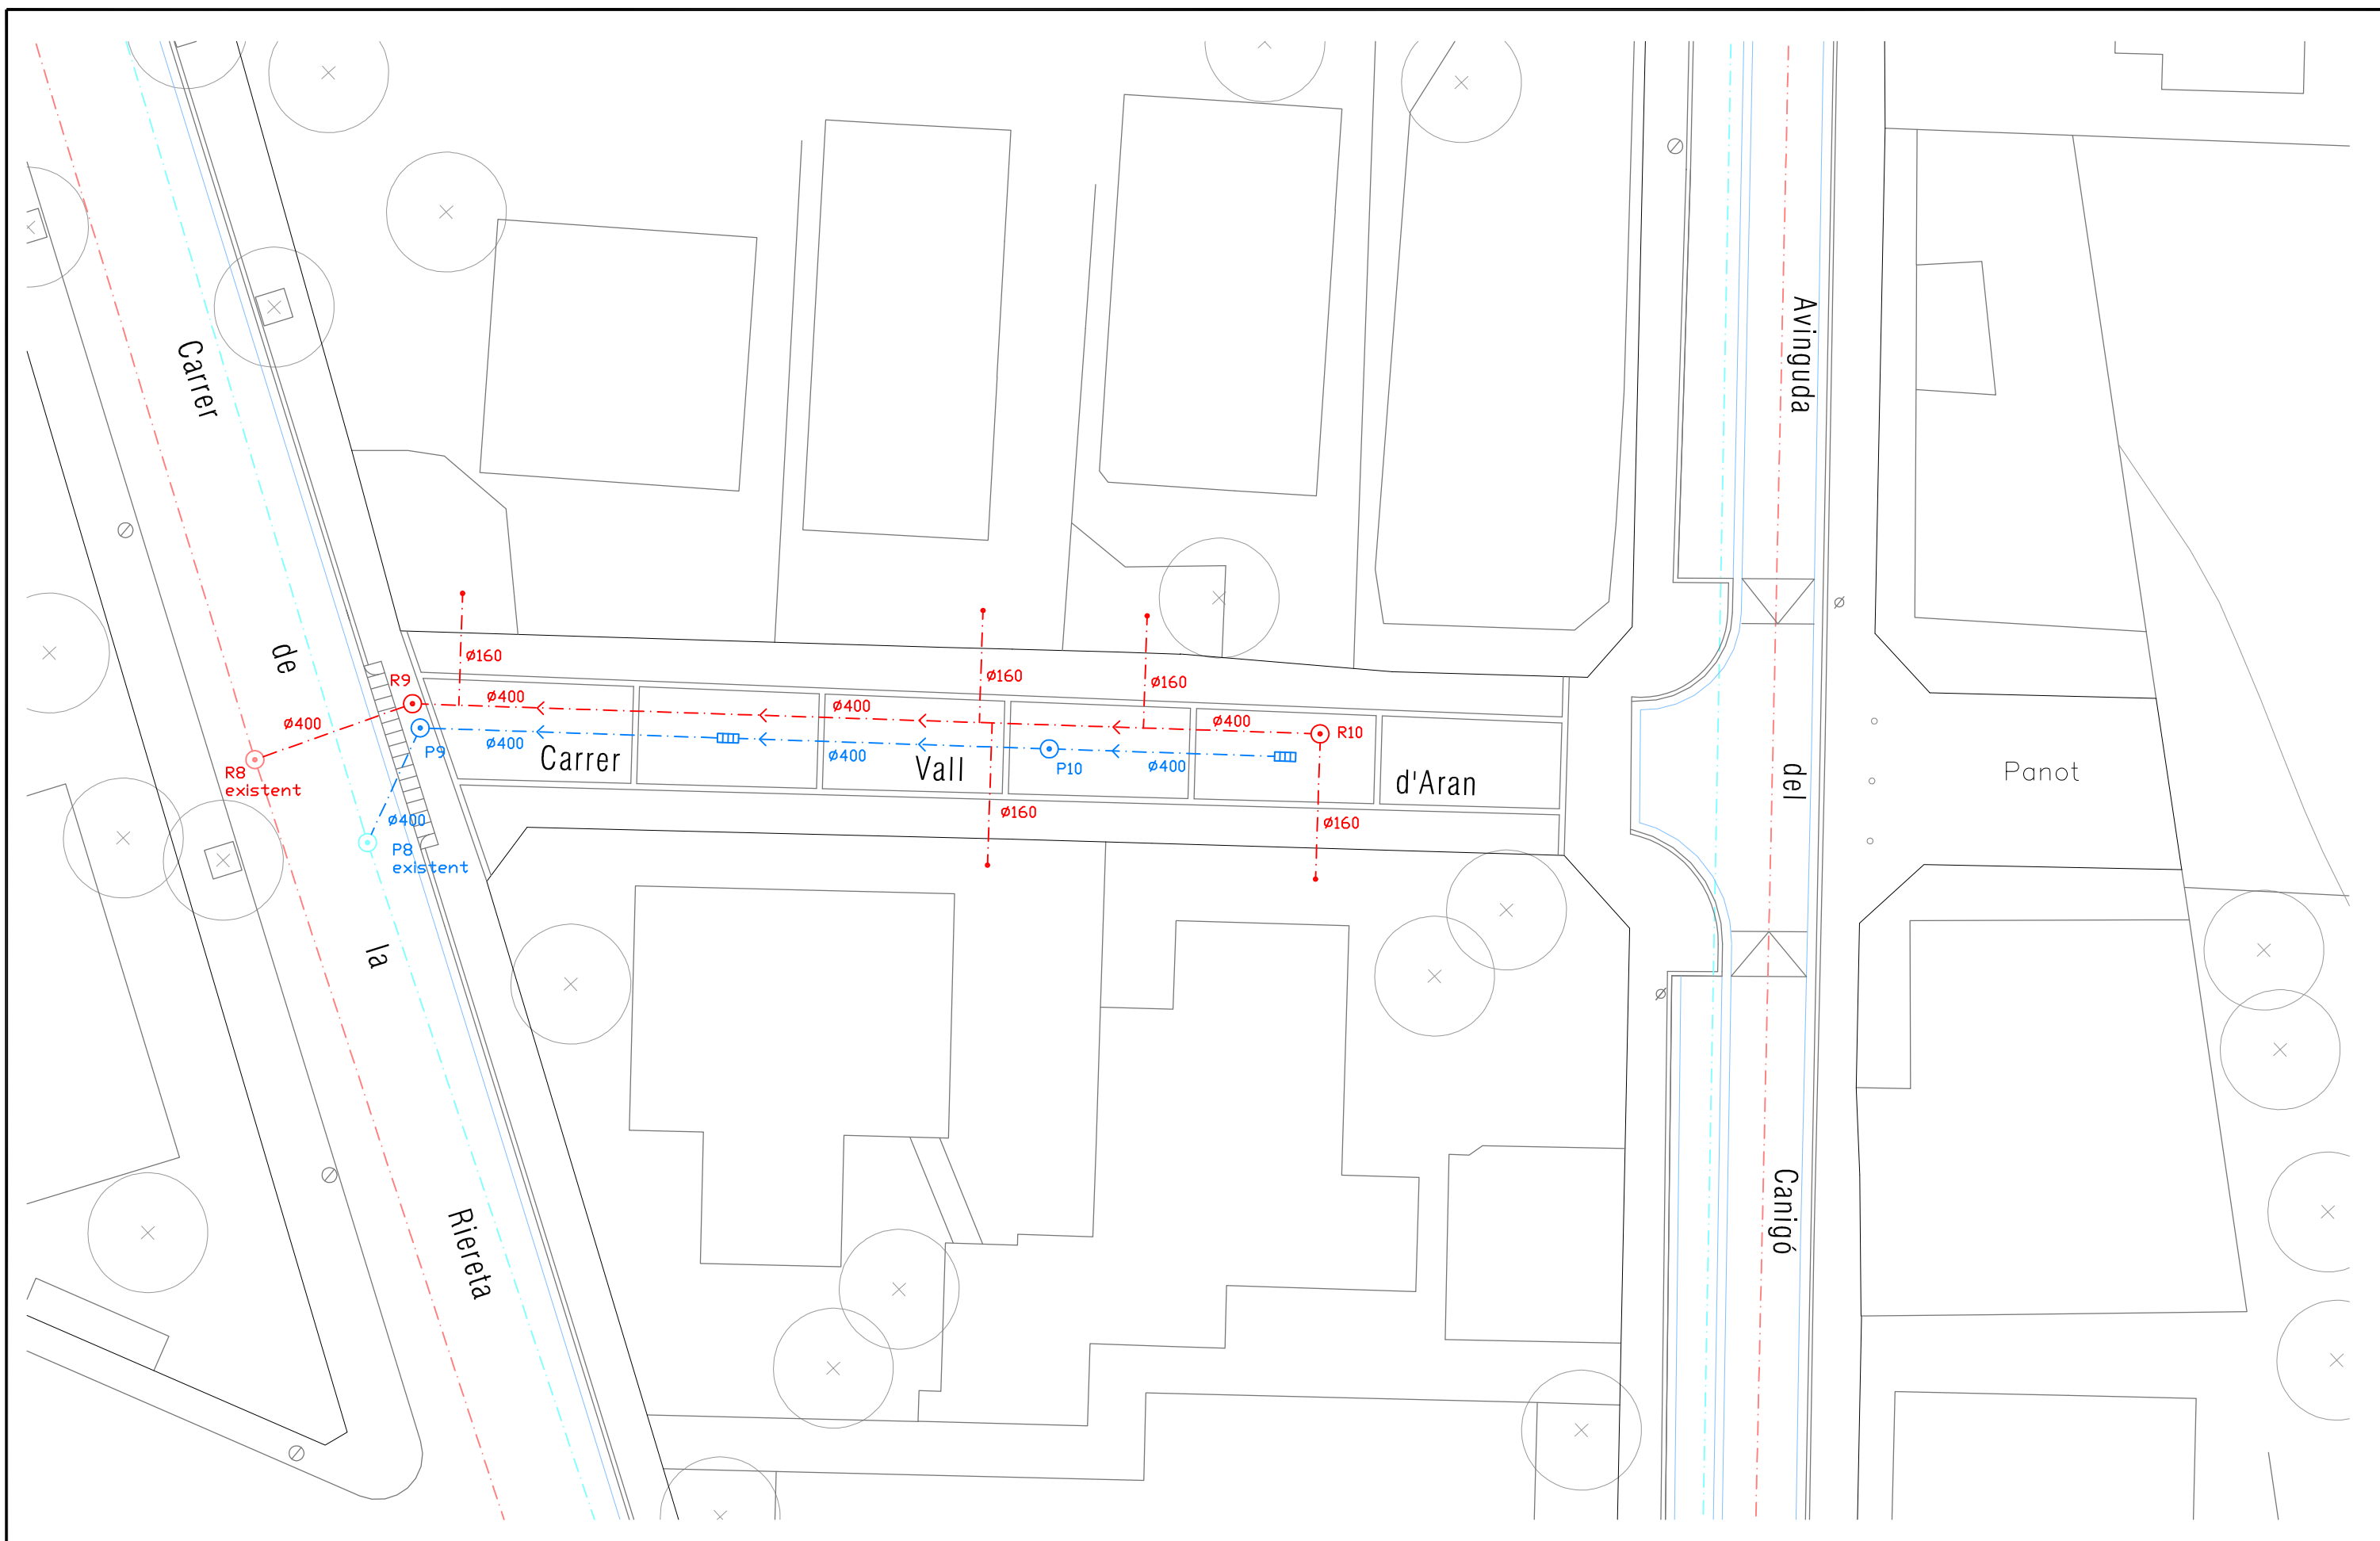 Carrer
de
la
Riereta
Avinguda
del
Canigó
Panot
Carrer
Vall
d'Aran
ø160
ø160
ø160
R9
ø400
ø400
ø400
ø400
R10
R8
existent
P9
ø400
ø400
P10
ø400
ø400
P8
existent
ø160
ø160